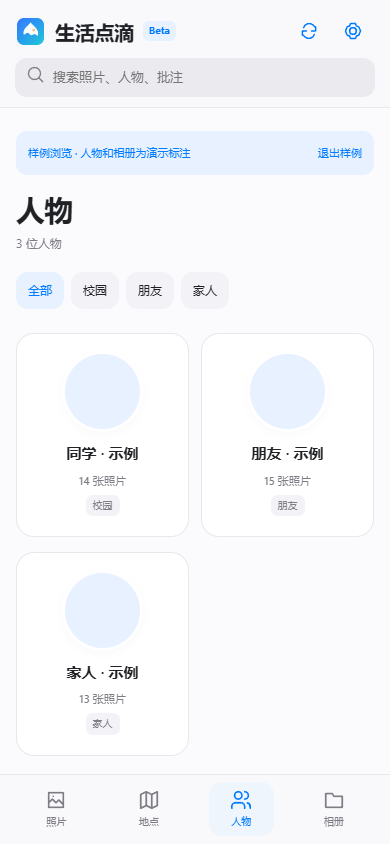 生活点滴 Beta
搜索照片、人物、批注
样例浏览 · 人物和相册为演示标注 退出样例
人物
3 位人物
全部 校园 朋友 家人
同学 · 示例
14 张照片
校园
朋友 · 示例
15 张照片
朋友
家人 · 示例
13 张照片
家人
照片 地点 人物 相册